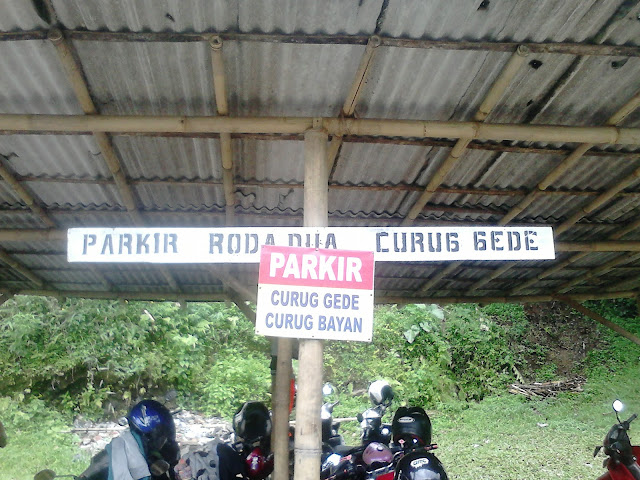 PARKIR RODA DUA CURUG GEDE
PARKIR
CURUG GEDE
CURUG BAYAN